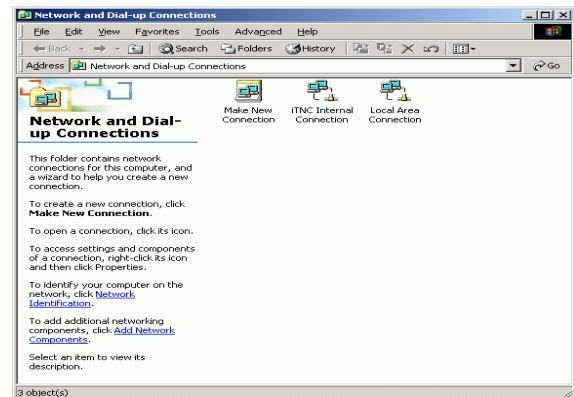 Network and Dial-up Connections
File Edit View Favorites Tools Advanced Help
Back Search Folders History
Address Network and Dial-up Connections Go
Make New Connection
iTNC Internal Connection
Local Area Connection
Network and Dial-
up Connections
This folder contains network
connections for this computer, and
a wizard to help you create a new
connection.
To create a new connection, click
Make New Connection.
To open a connection, click its icon.
To access settings and components
of a connection, right-click its icon
and then click Properties.
To identify your computer on the
network, click Network
Identification.
To add additional networking
components, click Add Network
Components.
Select an item to view its
description.
3 object(s)